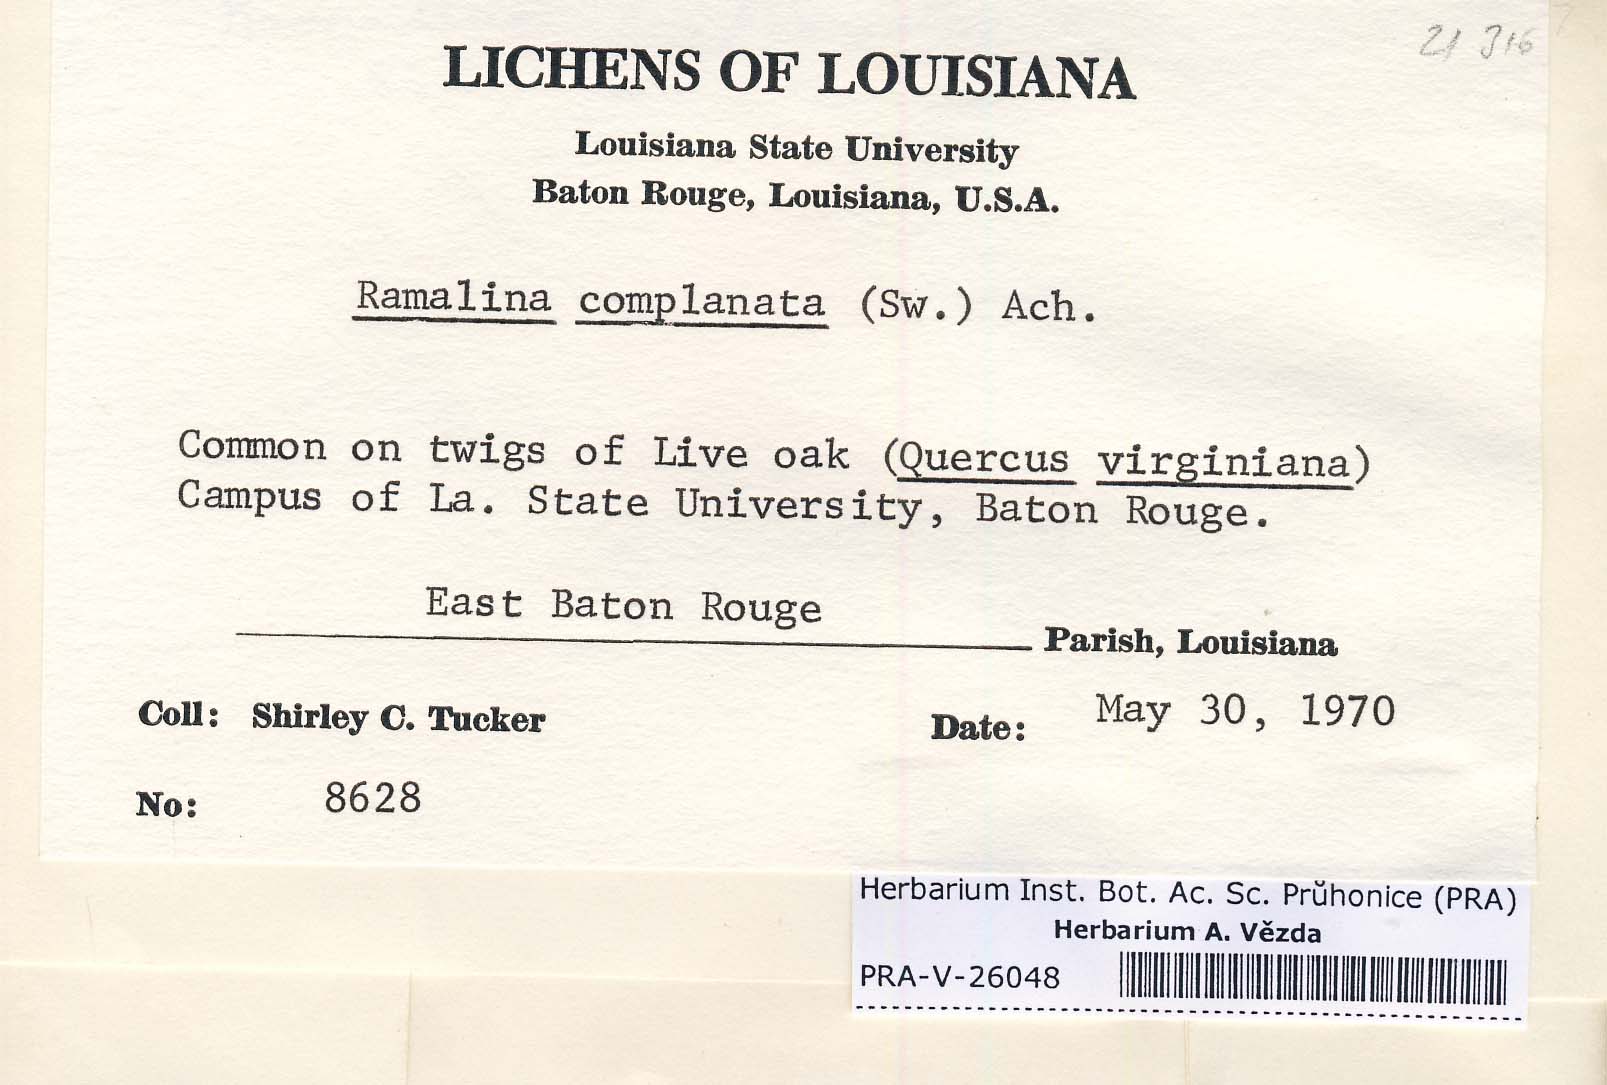 21 316
LICHENS OF LOUISIANA
Louisiana State University
Baton Rouge, Louisiana, U.S.A.
Ramalina complanata (Sw.) Ach.
Common on twigs of Live oak (Quercus virginiana)
Campus of La. State University, Baton Rouge.
East Baton Rouge
Parish, Louisiana
Coll: Shirley C. Tucker
Date: May 30, 1970
No: 8628
Herbarium Inst. Bot. Ac. Sc. Průhonice (PRA)
Herbarium A. Vězda
PRA-V-26048